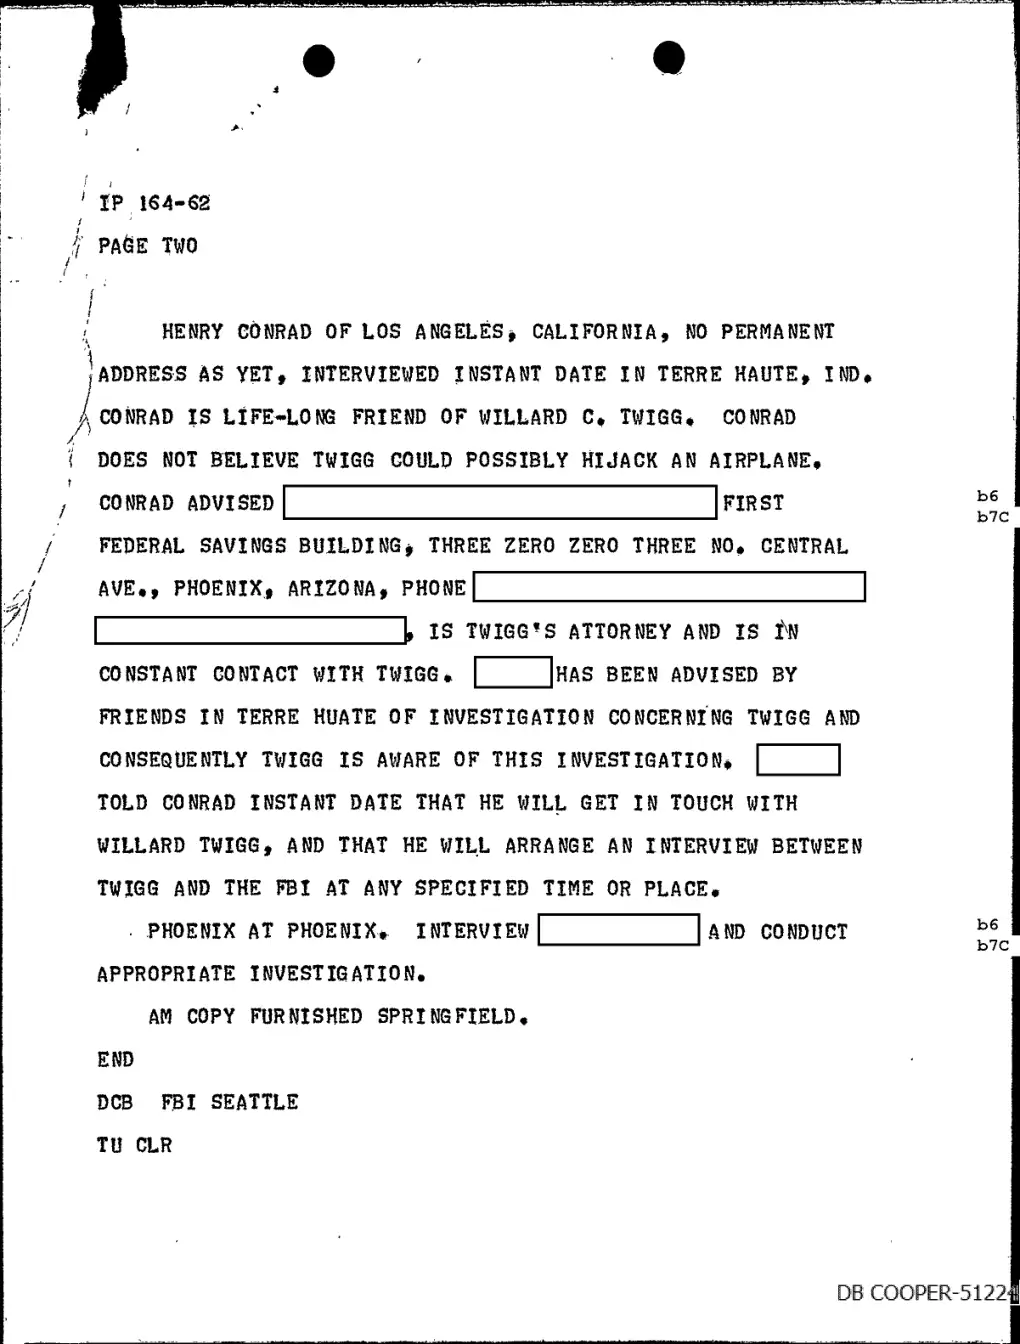 IP 164-62
PAGE TWO
HENRY CONRAD OF LOS ANGELES, CALIFORNIA, NO PERMANENT
ADDRESS AS YET, INTERVIEWED INSTANT DATE IN TERRE HAUTE, IND.
CONRAD IS LIFE-LONG FRIEND OF WILLARD C. TWIGG. CONRAD
DOES NOT BELIEVE TWIGG COULD POSSIBLY HIJACK AN AIRPLANE.
CONRAD ADVISED FIRST
b6
b7C
FEDERAL SAVINGS BUILDING, THREE ZERO ZERO THREE NO. CENTRAL
AVE., PHOENIX, ARIZONA, PHONE
, IS TWIGG'S ATTORNEY AND IS IN
CONSTANT CONTACT WITH TWIGG. HAS BEEN ADVISED BY
FRIENDS IN TERRE HUATE OF INVESTIGATION CONCERNING TWIGG AND
CONSEQUENTLY TWIGG IS AWARE OF THIS INVESTIGATION.
TOLD CONRAD INSTANT DATE THAT HE WILL GET IN TOUCH WITH
WILLARD TWIGG, AND THAT HE WILL ARRANGE AN INTERVIEW BETWEEN
TWIGG AND THE FBI AT ANY SPECIFIED TIME OR PLACE.
PHOENIX AT PHOENIX. INTERVIEW AND CONDUCT
b6
b7C
APPROPRIATE INVESTIGATION.
AM COPY FURNISHED SPRINGFIELD.
END
DCB FBI SEATTLE
TU CLR
DB COOPER-51224